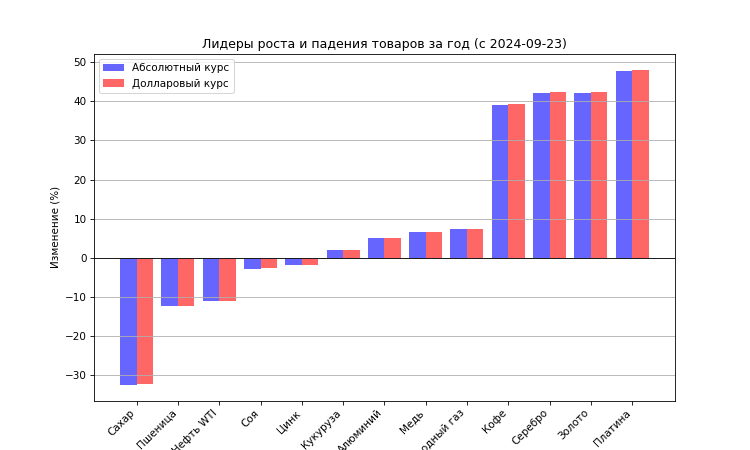 Лидеры роста и падения товаров за год (с 2024-09-23)
Абсолютный курс
Долларовый курс
Изменение (%)
50
40
30
20
10
0
−10
−20
−30
Сахар
Пшеница
Нефть WTI
Соя
Цинк
Кукуруза
Алюминий
Медь
газ
Кофе
Серебро
Золото
Платина